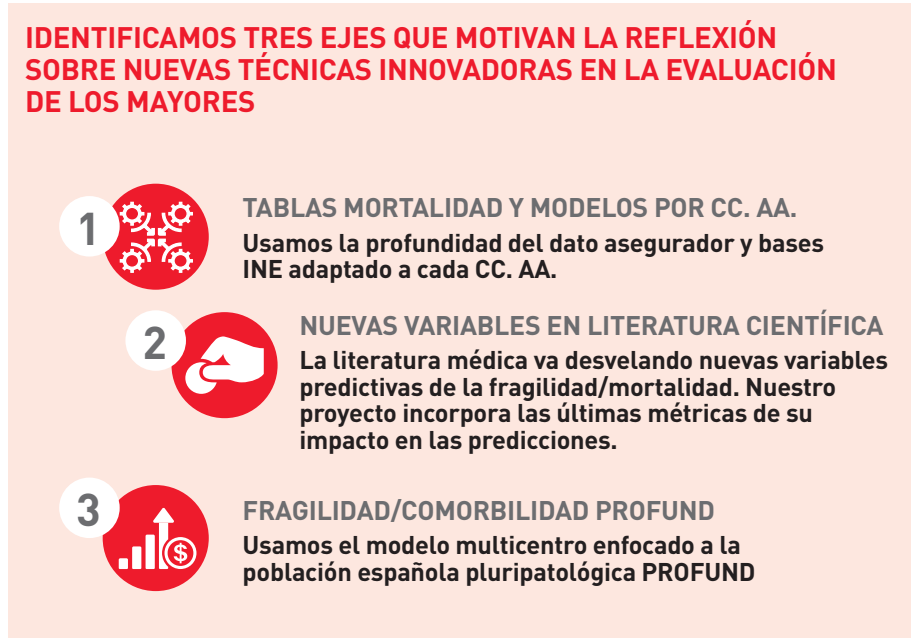 IDENTIFICAMOS TRES EJES QUE MOTIVAN LA REFLEXIÓN
SOBRE NUEVAS TÉCNICAS INNOVADORAS EN LA EVALUACIÓN
DE LOS MAYORES
1
TABLAS MORTALIDAD Y MODELOS POR CC. AA.
Usamos la profundidad del dato asegurador y bases
INE adaptado a cada CC. AA.
2
NUEVAS VARIABLES EN LITERATURA CIENTÍFICA
La literatura médica va desvelando nuevas variables
predictivas de la fragilidad/mortalidad. Nuestro
proyecto incorpora las últimas métricas de su
impacto en las predicciones.
3
$
FRAGILIDAD/COMORBILIDAD PROFUND
Usamos el modelo multicentro enfocado a la
población española pluripatológica PROFUND